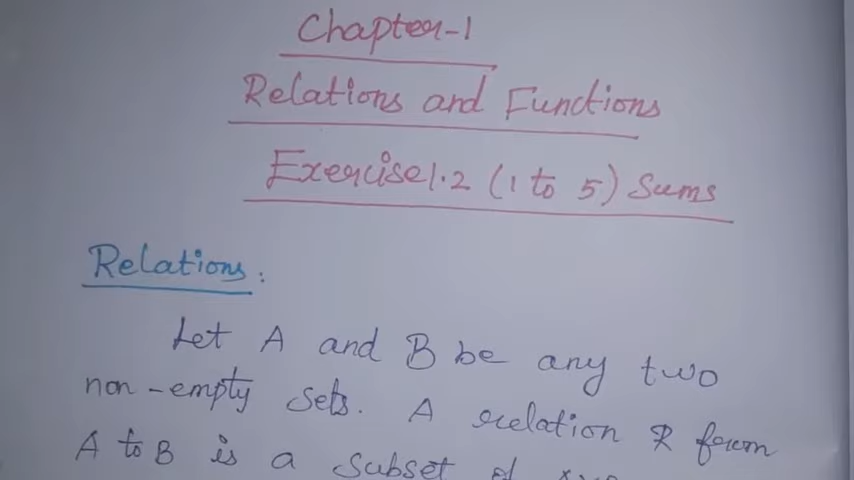 Chapter-1
Relations and Functions
Exercise 1.2 (1 to 5) Sums
Relations:
Let A and B be any two
non-empty sets. A relation R from
A to B is a subset of